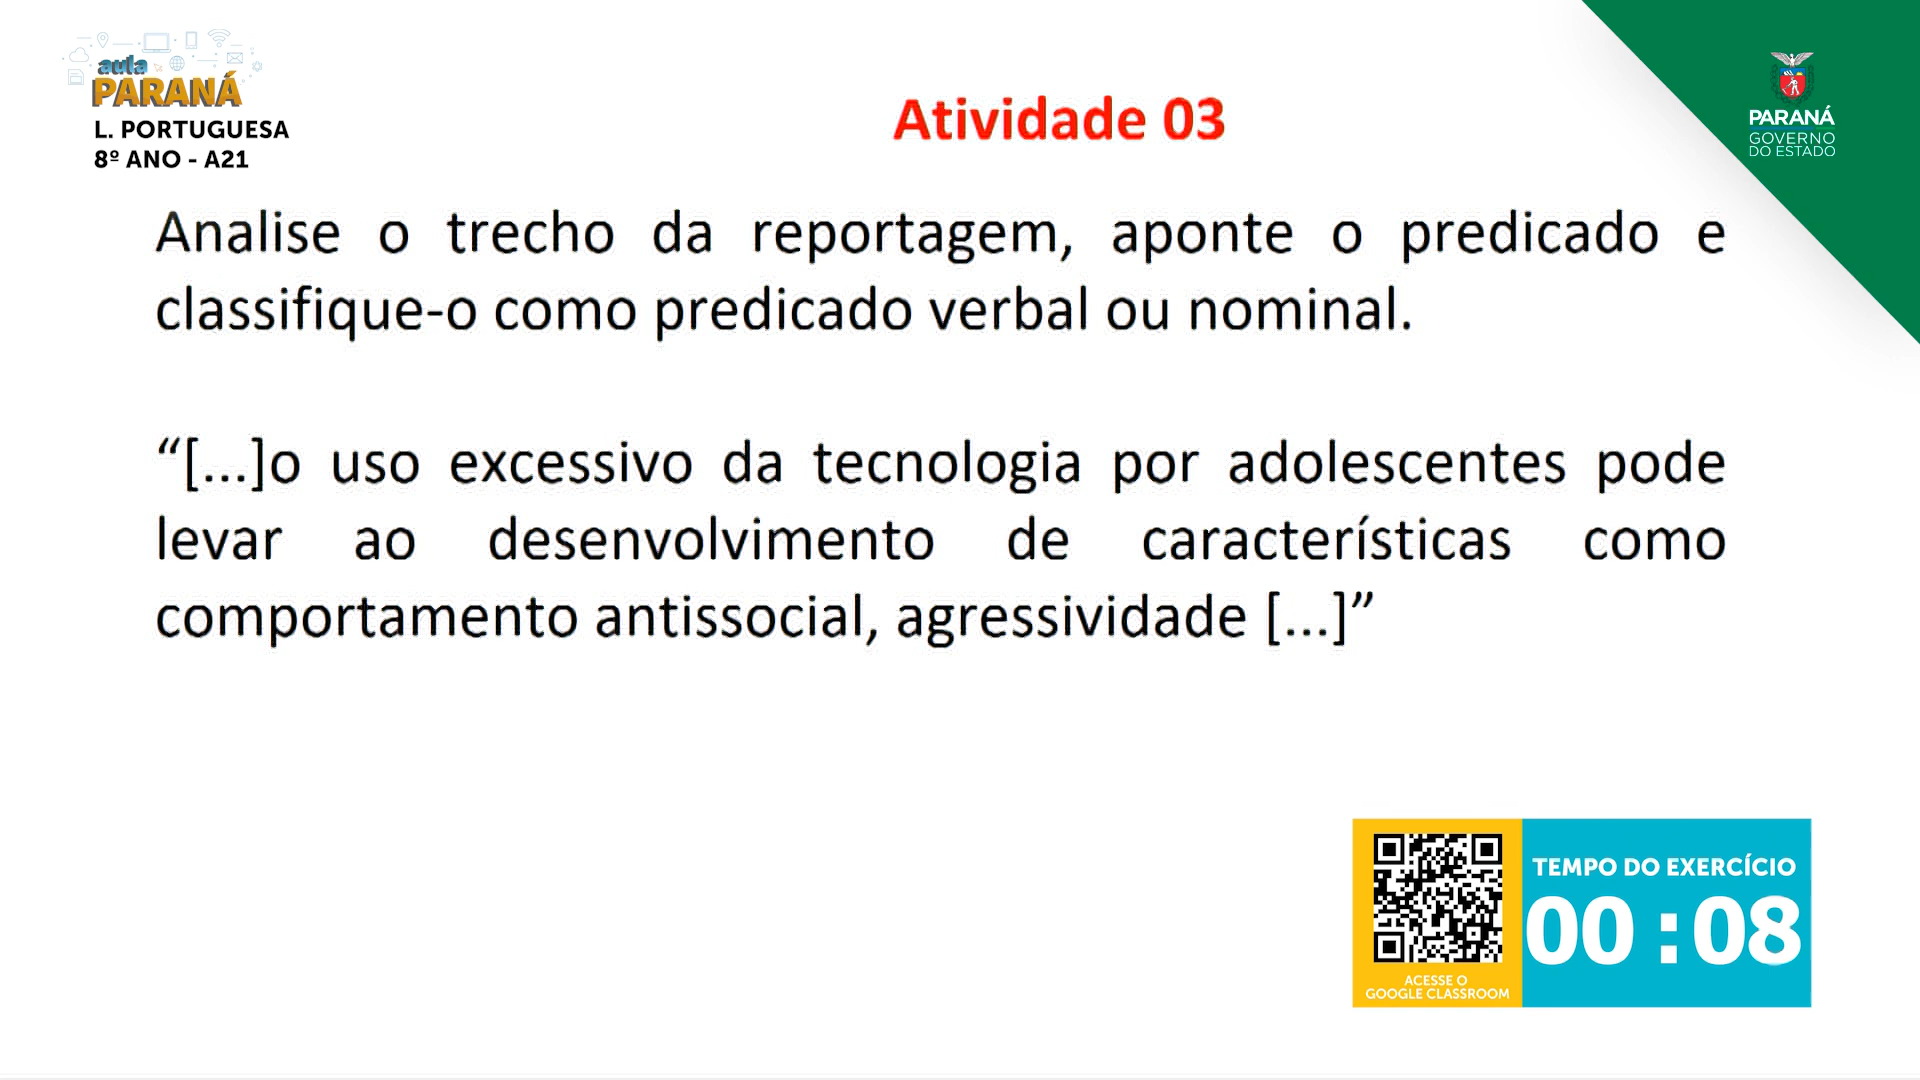 aula
PARANÁ
L. PORTUGUESA
8º ANO - A21
Atividade 03
PARANÁ
GOVERNO
DO ESTADO
Analise o trecho da reportagem, aponte o predicado e
classifique-o como predicado verbal ou nominal.
“[...]o uso excessivo da tecnologia por adolescentes pode
levar ao desenvolvimento de características como
comportamento antissocial, agressividade [...]”
TEMPO DO EXERCÍCIO
00 :08
ACESSE O
GOOGLE CLASSROOM